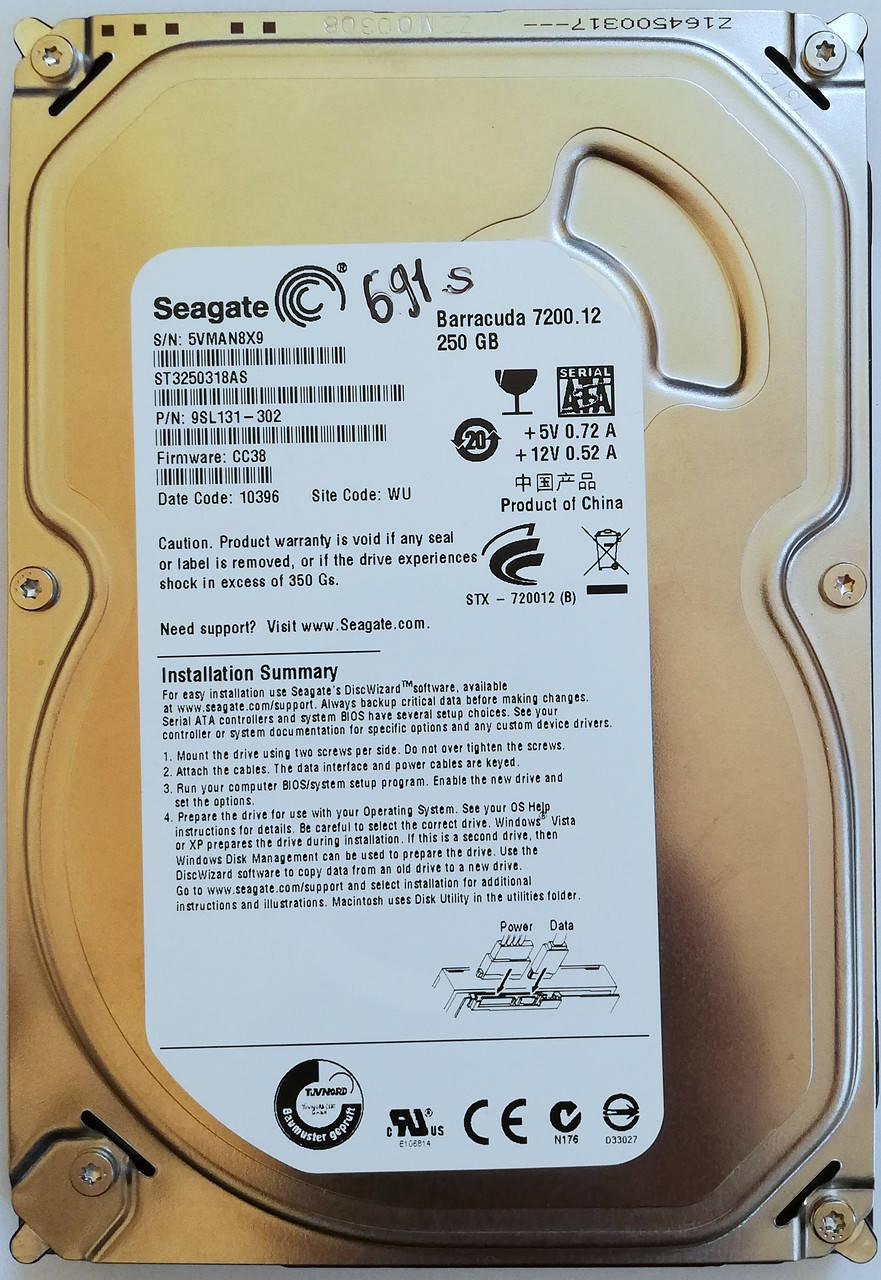 Z164500317---
Z2M00308
Seagate®
691 S
Barracuda 7200.12
250 GB
S/N: 5VMAN8X9
ST3250318AS
P/N: 9SL131-302
Firmware: CC38
Date Code: 10396 Site Code: WU
SERIAL
ATA
20
+5V 0.72 A
+12V 0.52 A
中国产品
Product of China
Caution. Product warranty is void if any seal
or label is removed, or if the drive experiences
shock in excess of 350 Gs.
STX - 720012 (B)
Need support? Visit www.Seagate.com.
Installation Summary
For easy installation use Seagate's DiscWizard™software, available
at www.seagate.com/support. Always backup critical data before making changes.
Serial ATA controllers and system BIOS have several setup choices. See your
controller or system documentation for specific options and any custom device drivers.
1. Mount the drive using two screws per side. Do not over tighten the screws.
2. Attach the cables. The data interface and power cables are keyed.
3. Run your computer BIOS/system setup program. Enable the new drive and
set the options.
4. Prepare the drive for use with your Operating System. See your OS Help
instructions for details. Be careful to select the correct drive. Windows® Vista
or XP prepares the drive during installation. If this is a second drive, then
Windows Disk Management can be used to prepare the drive. Use the
DiscWizard software to copy data from an old drive to a new drive.
Go to www.seagate.com/support and select installation for additional
instructions and illustrations. Macintosh uses Disk Utility in the utilities folder.
Power Data
TÜVNORD
Baumuster geprüft
c RU® US
E106814
CE
N176
D33027